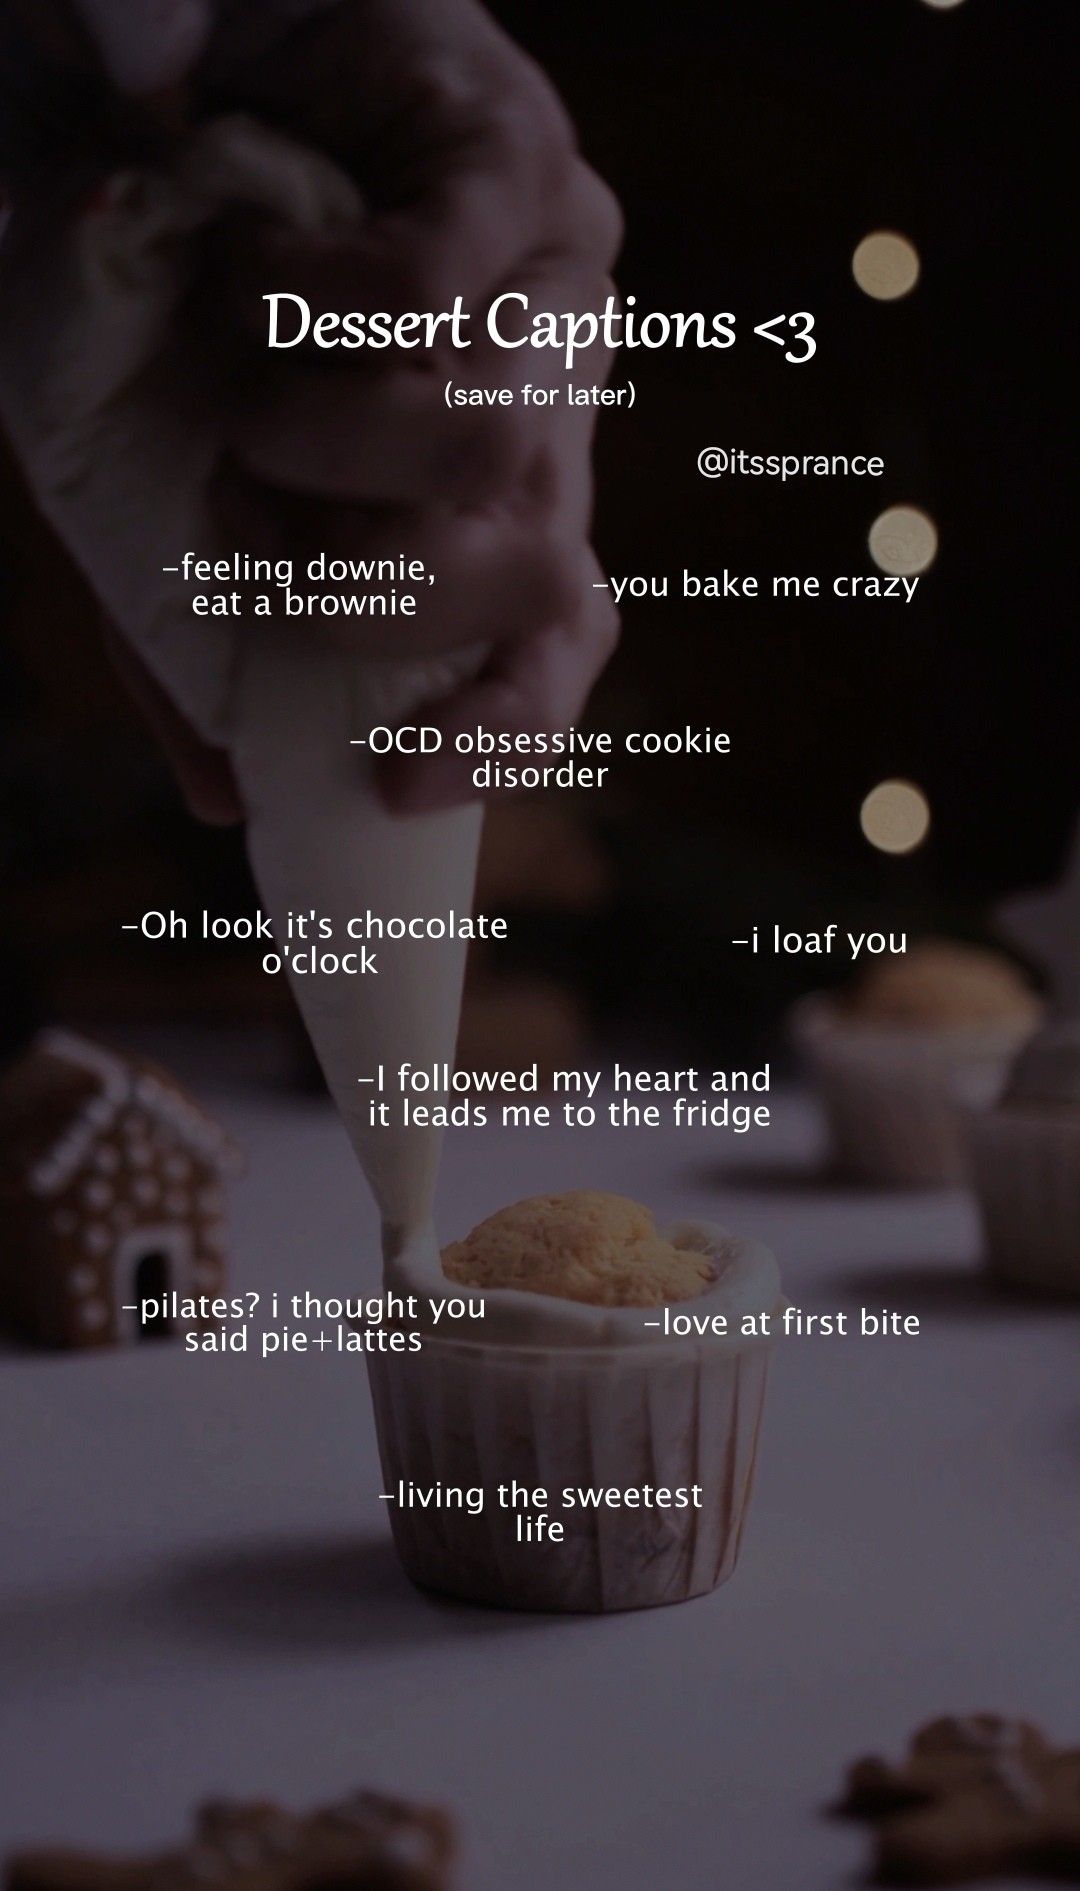 Dessert Captions <3
(save for later)
@itssprance
-feeling downie,
eat a brownie
-you bake me crazy
-OCD obsessive cookie
disorder
-Oh look it's chocolate
o'clock
-i loaf you
-I followed my heart and
it leads me to the fridge
-pilates? i thought you
said pie+lattes
-love at first bite
-living the sweetest
life